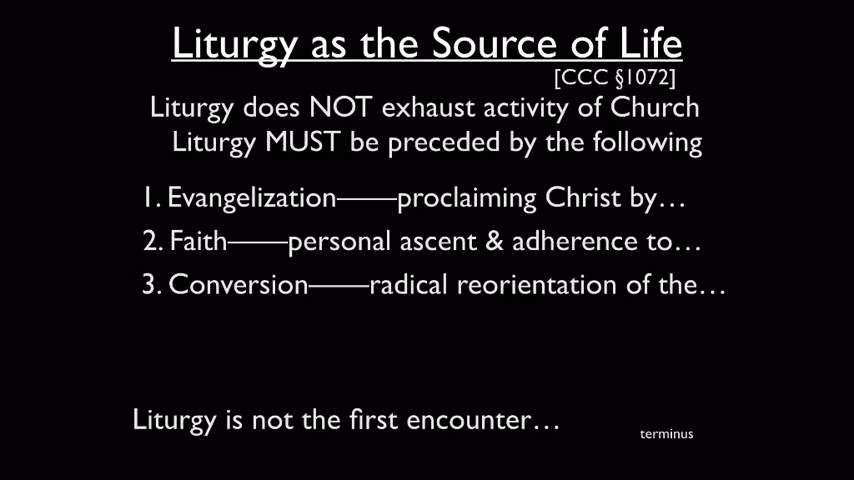 Liturgy as the Source of Life
[CCC §1072]
Liturgy does NOT exhaust activity of Church
Liturgy MUST be preceded by the following
1. Evangelization——proclaiming Christ by…
2. Faith——personal ascent & adherence to…
3. Conversion——radical reorientation of the…
Liturgy is not the first encounter…
terminus